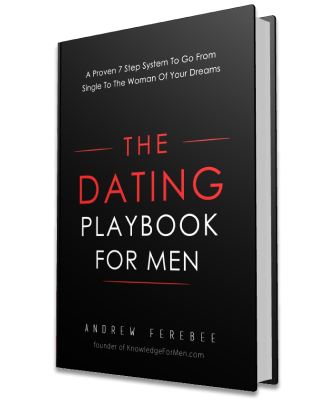 A Proven 7 Step System To Go From
Single To The Woman Of Your Dreams
THE
DATING
PLAYBOOK
FOR MEN
ANDREW FEREBEE
founder of KnowledgeForMen.com